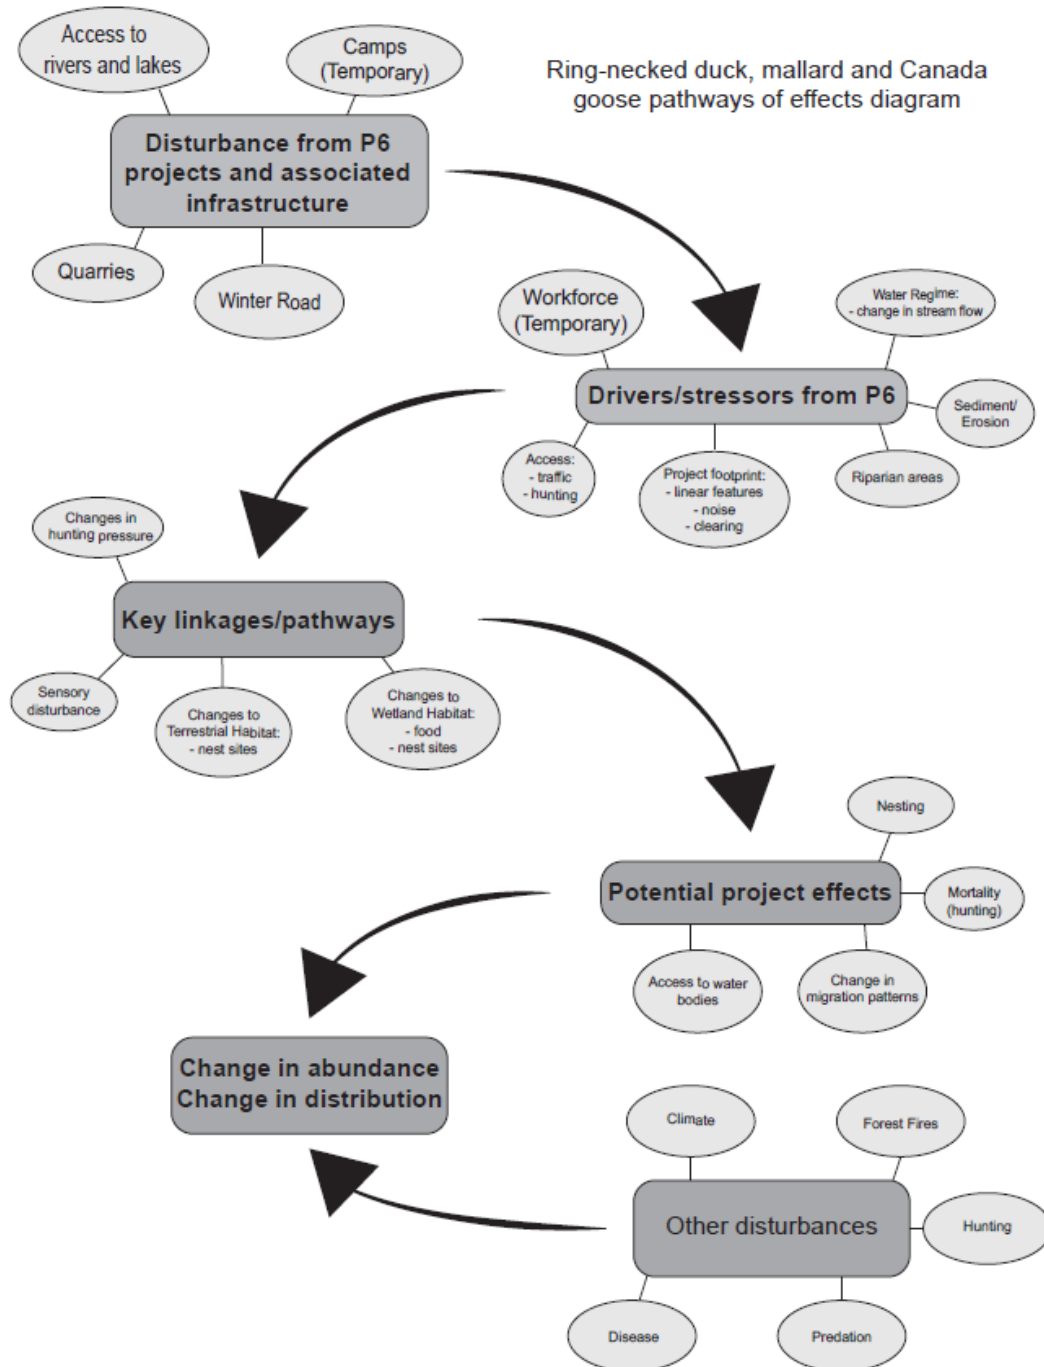 Access to
rivers and lakes
Camps
(Temporary)
Ring-necked duck, mallard and Canada
goose pathways of effects diagram
Disturbance from P6
projects and associated
infrastructure
Quarries
Winter Road
Workforce
(Temporary)
Water Regime:
- change in stream flow
Drivers/stressors from P6
Sediment/
Erosion
Access:
- traffic
- hunting
Project footprint:
- linear features
- noise
- clearing
Riparian areas
Changes in
hunting pressure
Key linkages/pathways
Sensory
disturbance
Changes to
Terrestrial Habitat:
- nest sites
Changes to
Wetland Habitat:
- food
- nest sites
Nesting
Potential project effects
Mortality
(hunting)
Access to water
bodies
Change in
migration patterns
Change in abundance
Change in distribution
Climate
Forest Fires
Other disturbances
Hunting
Disease
Predation